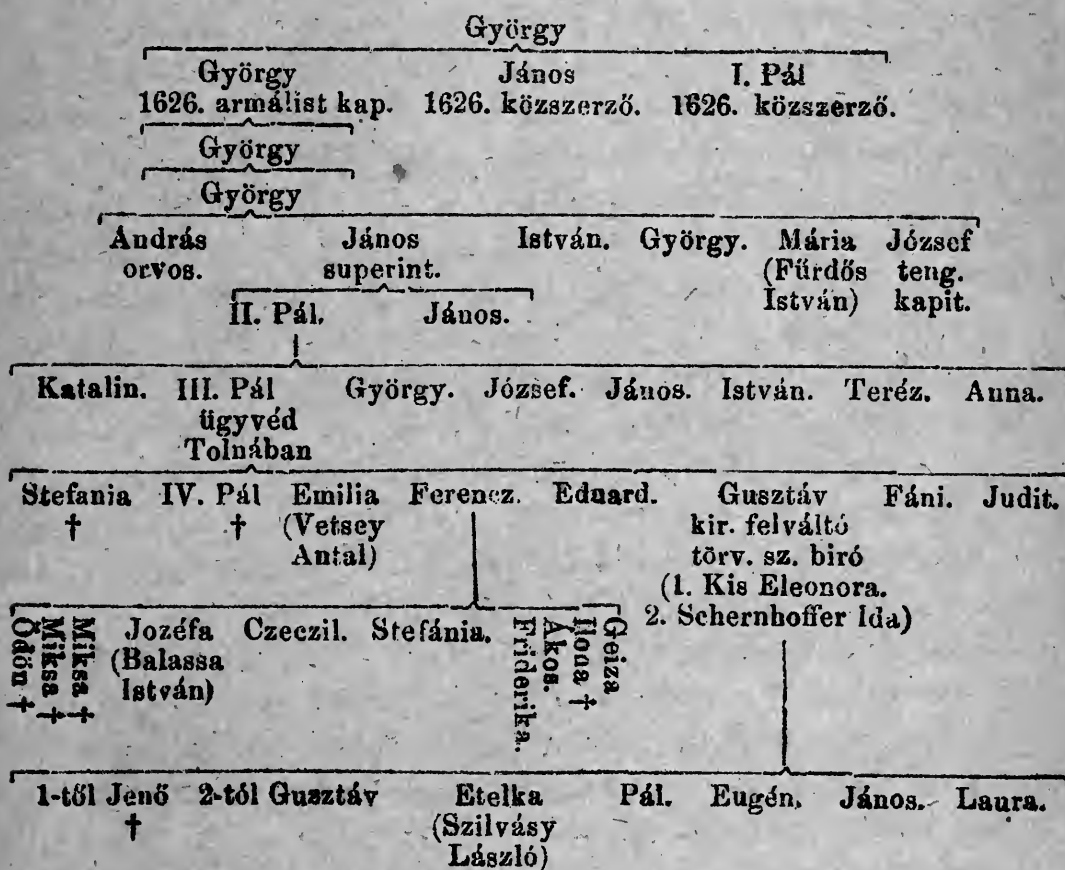 György
György János I. Pál
1626. armálist kap. 1626. közszerző. 1626. közszerző.
György
György
András János István. György. Mária József
orvos. superint. (Fűrdős teng.
István) kapit.
II. Pál. János.
Katalin. III. Pál György. József. János. István. Teréz. Anna.
ügyvéd
Tolnában
Stefania IV. Pál Emilia Ferencz. Eduard. Gusztáv Fáni. Judit.
† † (Vetsey kir. felváltó
Antal) törv. sz. biró
(1. Kis Eleonora.
2. Schernhoffer Ida)
Ödön †
Miksa †
Miksa †
Jozéfa Czeczil. Stefánia.
(Balassa
István)
Friderika.
Ákos.
Ilona †
Geiza
1-től Jenő 2-tól Gusztáv Etelka Pál. Eugén. János. Laura.
† (Szilvásy
László)